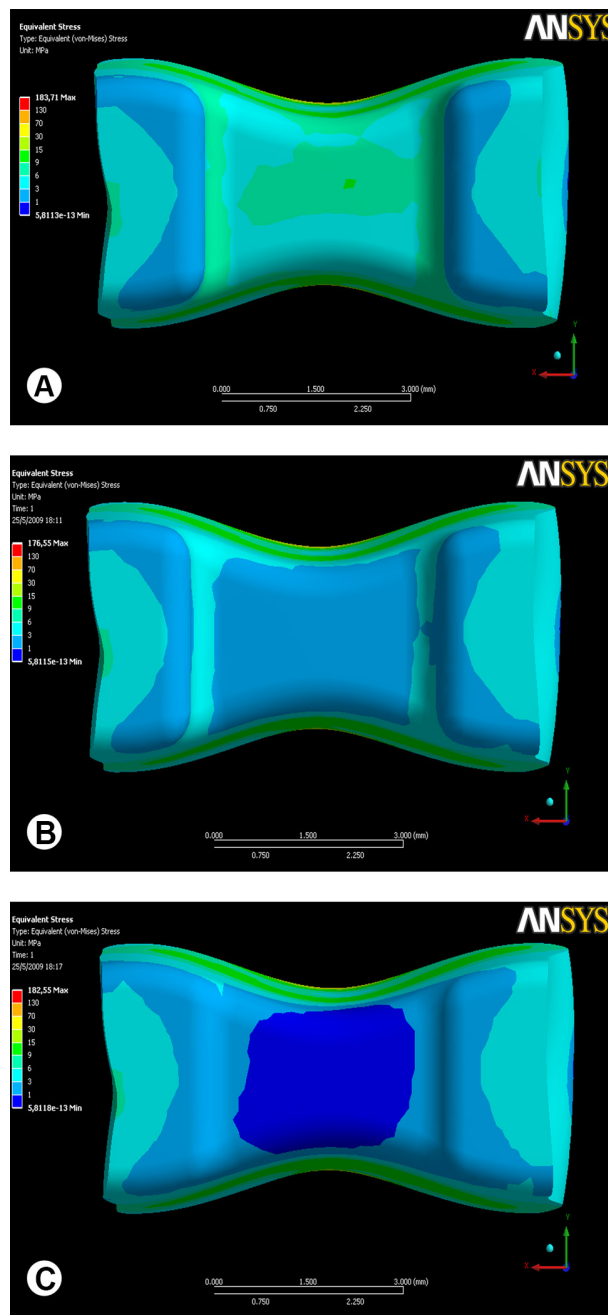 Equivalent Stress
Type: Equivalent (von-Mises) Stress
Unit: MPa
ANSYS
183,71 Max
130
70
30
15
9
6
3
1
5,8113e-13 Min
Y
X
0.000 1.500 3.000 (mm)
0.750 2.250
A
Equivalent Stress
Type: Equivalent (von-Mises) Stress
Unit: MPa
Time: 1
25/5/2009 18:11
ANSYS
176,55 Max
130
70
30
15
9
6
3
1
5,8115e-13 Min
Y
X
0.000 1.500 3.000 (mm)
0.750 2.250
B
Equivalent Stress
Type: Equivalent (von-Mises) Stress
Unit: MPa
Time: 1
25/5/2009 18:17
ANSYS
182,55 Max
130
70
30
15
9
6
3
1
5,8118e-13 Min
Y
X
0.000 1.500 3.000 (mm)
0.750 2.250
C